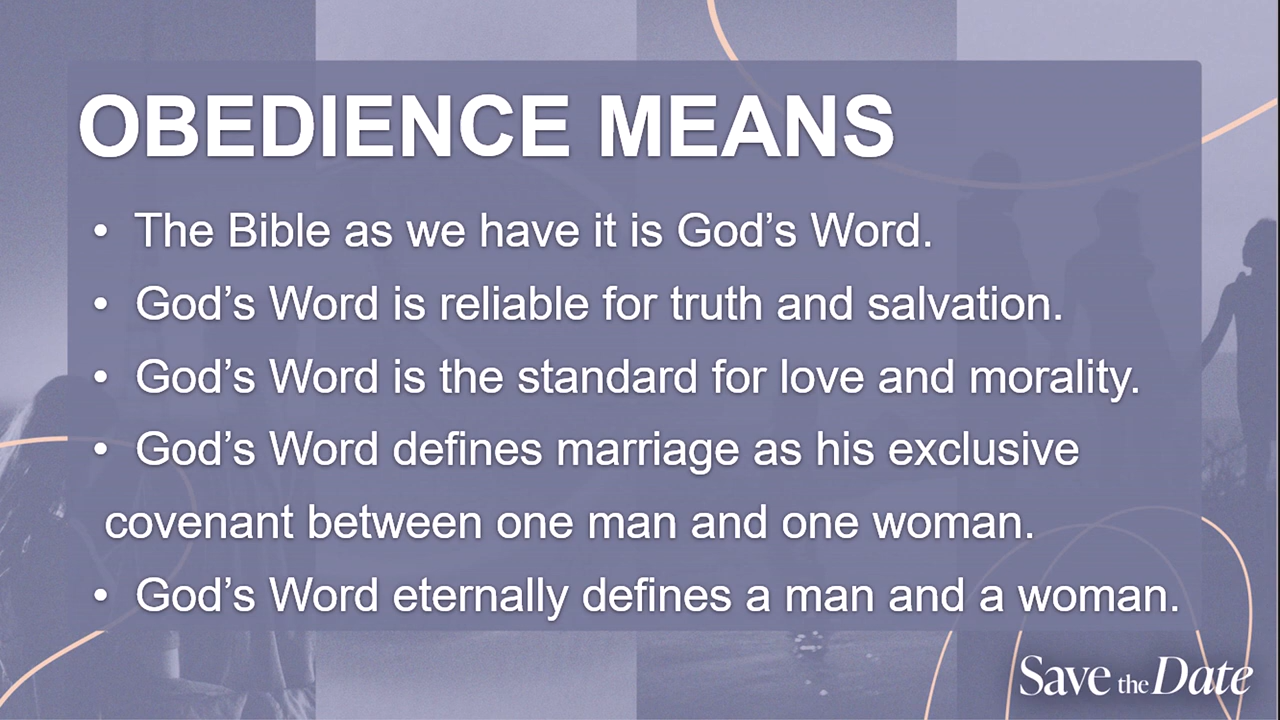 OBEDIENCE MEANS
• The Bible as we have it is God’s Word.
• God’s Word is reliable for truth and salvation.
• God’s Word is the standard for love and morality.
• God’s Word defines marriage as his exclusive
covenant between one man and one woman.
• God’s Word eternally defines a man and a woman.
Save the Date